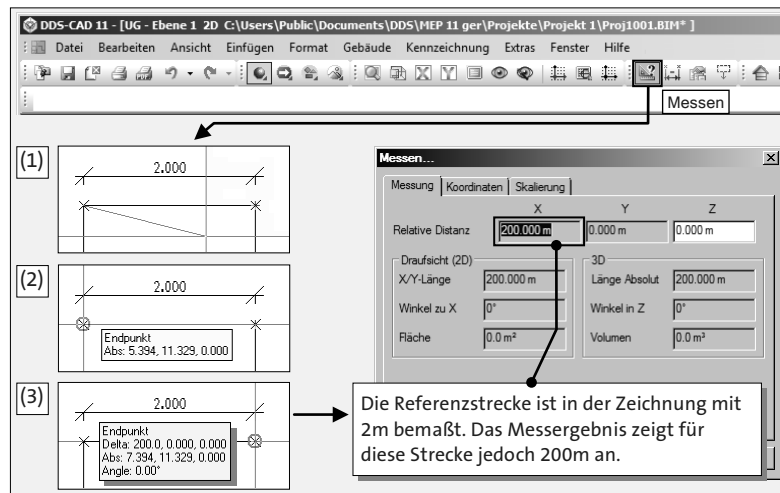 DDS-CAD 11 - [UG - Ebene 1 2D C:\Users\Public\Documents\DDS\MEP 11 ger\Projekte\Projekt 1\Proj1001.BIM* ]
Datei Bearbeiten Ansicht Einfügen Format Gebäude Kennzeichnung Extras Fenster Hilfe
Messen
(1)
2.000
(2)
2.000
Endpunkt
Abs: 5.394, 11.329, 0.000
(3)
2.000
Endpunkt
Delta: 200.0, 0.000, 0.000
Abs: 7.394, 11.329, 0.000
Angle: 0.00°
Messen...
Messung Koordinaten Skalierung
X Y Z
Relative Distanz 200.000 m 0.000 m 0.000 m
Draufsicht (2D) 3D
X/Y-Länge 200.000 m Länge Absolut 200.000 m
Winkel zu X 0° Winkel in Z 0°
Fläche 0.0 m² Volumen 0.0 m³
Die Referenzstrecke ist in der Zeichnung mit
2m bemaßt. Das Messergebnis zeigt für
diese Strecke jedoch 200m an.